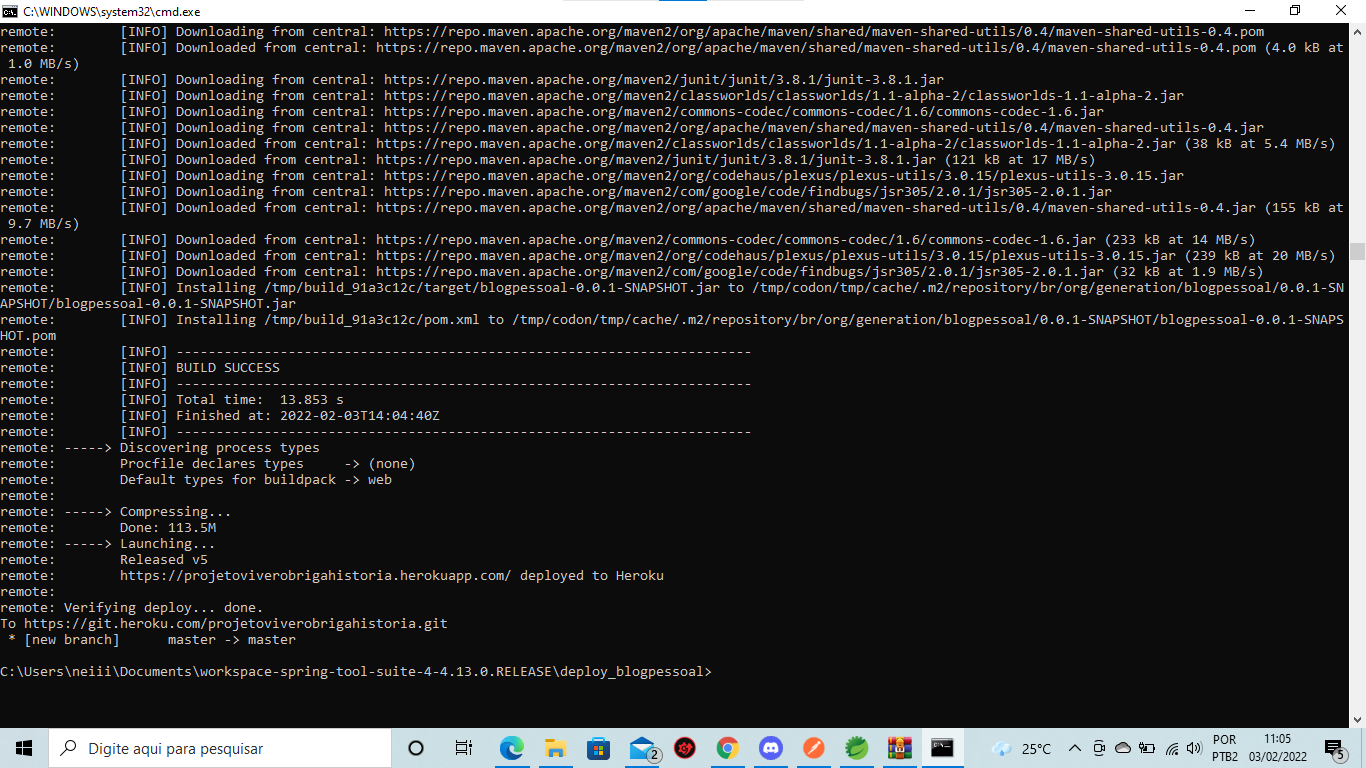 C:\WINDOWS\system32\cmd.exe
remote:        [INFO] Downloading from central: https://repo.maven.apache.org/maven2/org/apache/maven/shared/maven-shared-utils/0.4/maven-shared-utils-0.4.pom
remote:        [INFO] Downloaded from central: https://repo.maven.apache.org/maven2/org/apache/maven/shared/maven-shared-utils/0.4/maven-shared-utils-0.4.pom (4.0 kB at
 1.0 MB/s)
remote:        [INFO] Downloading from central: https://repo.maven.apache.org/maven2/junit/junit/3.8.1/junit-3.8.1.jar
remote:        [INFO] Downloading from central: https://repo.maven.apache.org/maven2/classworlds/classworlds/1.1-alpha-2/classworlds-1.1-alpha-2.jar
remote:        [INFO] Downloading from central: https://repo.maven.apache.org/maven2/commons-codec/commons-codec/1.6/commons-codec-1.6.jar
remote:        [INFO] Downloading from central: https://repo.maven.apache.org/maven2/org/apache/maven/shared/maven-shared-utils/0.4/maven-shared-utils-0.4.jar
remote:        [INFO] Downloaded from central: https://repo.maven.apache.org/maven2/classworlds/classworlds/1.1-alpha-2/classworlds-1.1-alpha-2.jar (38 kB at 5.4 MB/s)
remote:        [INFO] Downloaded from central: https://repo.maven.apache.org/maven2/junit/junit/3.8.1/junit-3.8.1.jar (121 kB at 17 MB/s)
remote:        [INFO] Downloading from central: https://repo.maven.apache.org/maven2/org/codehaus/plexus/plexus-utils/3.0.15/plexus-utils-3.0.15.jar
remote:        [INFO] Downloading from central: https://repo.maven.apache.org/maven2/com/google/code/findbugs/jsr305/2.0.1/jsr305-2.0.1.jar
remote:        [INFO] Downloaded from central: https://repo.maven.apache.org/maven2/org/apache/maven/shared/maven-shared-utils/0.4/maven-shared-utils-0.4.jar (155 kB at
 9.7 MB/s)
remote:        [INFO] Downloaded from central: https://repo.maven.apache.org/maven2/commons-codec/commons-codec/1.6/commons-codec-1.6.jar (233 kB at 14 MB/s)
remote:        [INFO] Downloaded from central: https://repo.maven.apache.org/maven2/org/codehaus/plexus/plexus-utils/3.0.15/plexus-utils-3.0.15.jar (239 kB at 20 MB/s)
remote:        [INFO] Downloaded from central: https://repo.maven.apache.org/maven2/com/google/code/findbugs/jsr305/2.0.1/jsr305-2.0.1.jar (32 kB at 1.9 MB/s)
remote:        [INFO] Installing /tmp/build_91a3c12c/target/blogpessoal-0.0.1-SNAPSHOT.jar to /tmp/codon/tmp/cache/.m2/repository/br/org/generation/blogpessoal/0.0.1-SN
APSHOT/blogpessoal-0.0.1-SNAPSHOT.jar
remote:        [INFO] Installing /tmp/build_91a3c12c/pom.xml to /tmp/codon/tmp/cache/.m2/repository/br/org/generation/blogpessoal/0.0.1-SNAPSHOT/blogpessoal-0.0.1-SNAPS
HOT.pom
remote:        [INFO] ------------------------------------------------------------------------
remote:        [INFO] BUILD SUCCESS
remote:        [INFO] ------------------------------------------------------------------------
remote:        [INFO] Total time:  13.853 s
remote:        [INFO] Finished at: 2022-02-03T14:04:40Z
remote:        [INFO] ------------------------------------------------------------------------
remote: -----> Discovering process types
remote:        Procfile declares types     -> (none)
remote:        Default types for buildpack -> web
remote:
remote: -----> Compressing...
remote:        Done: 113.5M
remote: -----> Launching...
remote:        Released v5
remote:        https://projetoviverobrigahistoria.herokuapp.com/ deployed to Heroku
remote:
remote: Verifying deploy... done.
To https://git.heroku.com/projetoviverobrigahistoria.git
 * [new branch]      master -> master
C:\Users\neiii\Documents\workspace-spring-tool-suite-4-4.13.0.RELEASE\deploy_blogpessoal>
Digite aqui para pesquisar
2
25°C
POR
PTB2
11:05
03/02/2022
5